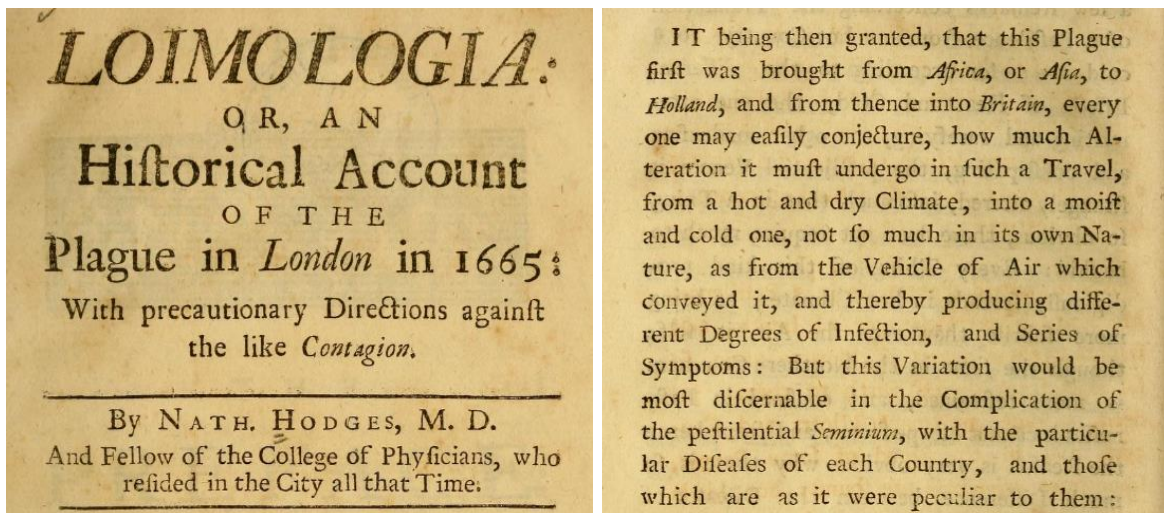 LOIMOLOGIA:
OR, AN
Hiſtorical Account
OF THE
Plague in London in 1665:
With precautionary Directions againſt
the like Contagion.
By NATH. HODGES, M. D.
And Fellow of the College of Phyſicians, who
reſided in the City all that Time.
IT being then granted, that this Plague
firſt was brought from Africa, or Aſia, to
Holland, and from thence into Britain, every
one may eaſily conjecture, how much Al-
teration it muſt undergo in ſuch a Travel,
from a hot and dry Climate, into a moiſt
and cold one, not ſo much in its own Na-
ture, as from the Vehicle of Air which
conveyed it, and thereby producing diffe-
rent Degrees of Infection, and Series of
Symptoms: But this Variation would be
moſt diſcernable in the Complication of
the peſtilential Seminium, with the particu-
lar Diſeaſes of each Country, and thoſe
which are as it were peculiar to them: